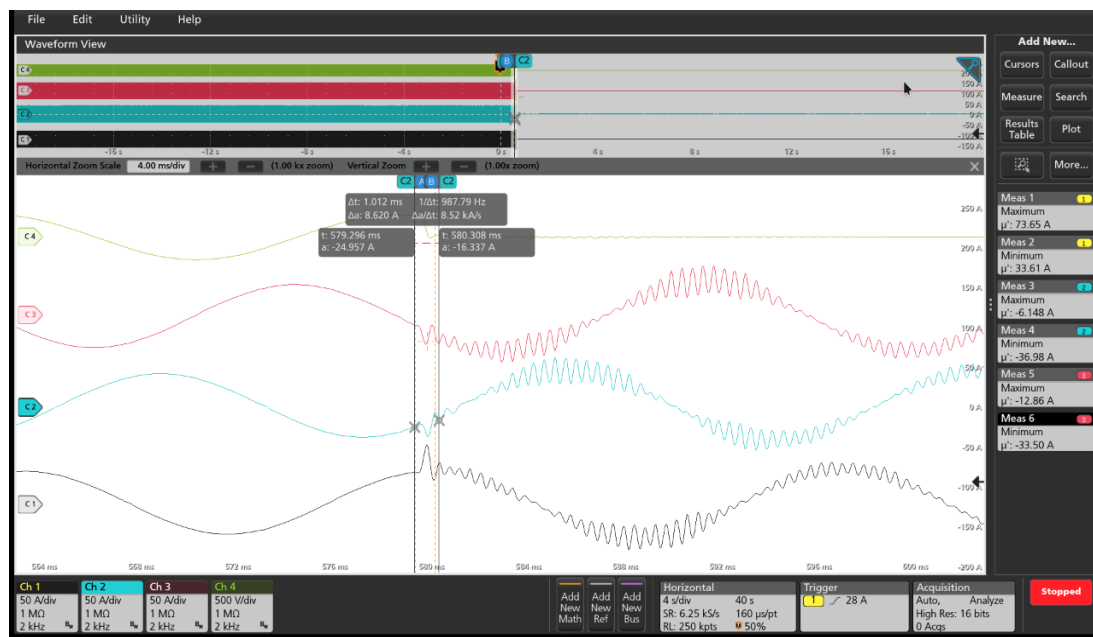 File Edit Utility Help
Waveform View
Add New...
Cursors Callout
Measure Search
Results Table Plot
More...
B C2
C4
C3
C2
C1
150 A
100 A
50 A
0 A
-50 A
-100 A
-150 A
-16 s -12 s -8 s -4 s 0 s 4 s 8 s 12 s 16 s
Horizontal Zoom Scale 4.00 ms/div + − (1.00 kx zoom) Vertical Zoom + − (1.00x zoom)
C2 A B C2
Δt: 1.012 ms 1/Δt: 987.79 Hz
Δa: 8.620 A Δa/Δt: 8.52 kA/s
t: 579.296 ms
a: -24.957 A
t: 580.308 ms
a: -16.337 A
250 A
200 A
150 A
100 A
50 A
0 A
-50 A
-100 A
-150 A
-200 A
C4
C3
C2
C1
564 ms 568 ms 572 ms 576 ms 580 ms 584 ms 588 ms 592 ms 596 ms 600 ms
Meas 1 1
Maximum
µ': 73.65 A
Meas 2 1
Minimum
µ': 33.61 A
Meas 3 2
Maximum
µ': -6.148 A
Meas 4 2
Minimum
µ': -36.98 A
Meas 5 3
Maximum
µ': -12.86 A
Meas 6 3
Minimum
µ': -33.50 A
Ch 1
50 A/div
1 MΩ
2 kHz
Ch 2
50 A/div
1 MΩ
2 kHz
Ch 3
50 A/div
1 MΩ
2 kHz
Ch 4
500 V/div
1 MΩ
2 kHz
Add New Math
Add New Ref
Add New Bus
Horizontal
4 s/div 40 s
SR: 6.25 kS/s 160 µs/pt
RL: 250 kpts 50%
Trigger
1 28 A
Acquisition
Auto, Analyze
High Res: 16 bits
0 Acqs
Stopped